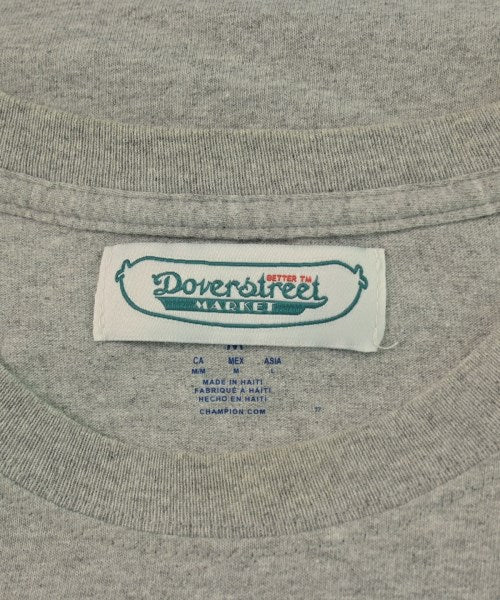 BETTER ™
Doverstreet
MARKET
M
CA MEX ASIA
M/M M L
MADE IN HAITI
FABRIQUÉ À HAITI
HECHO EN HAITI
CHAMPION.COM